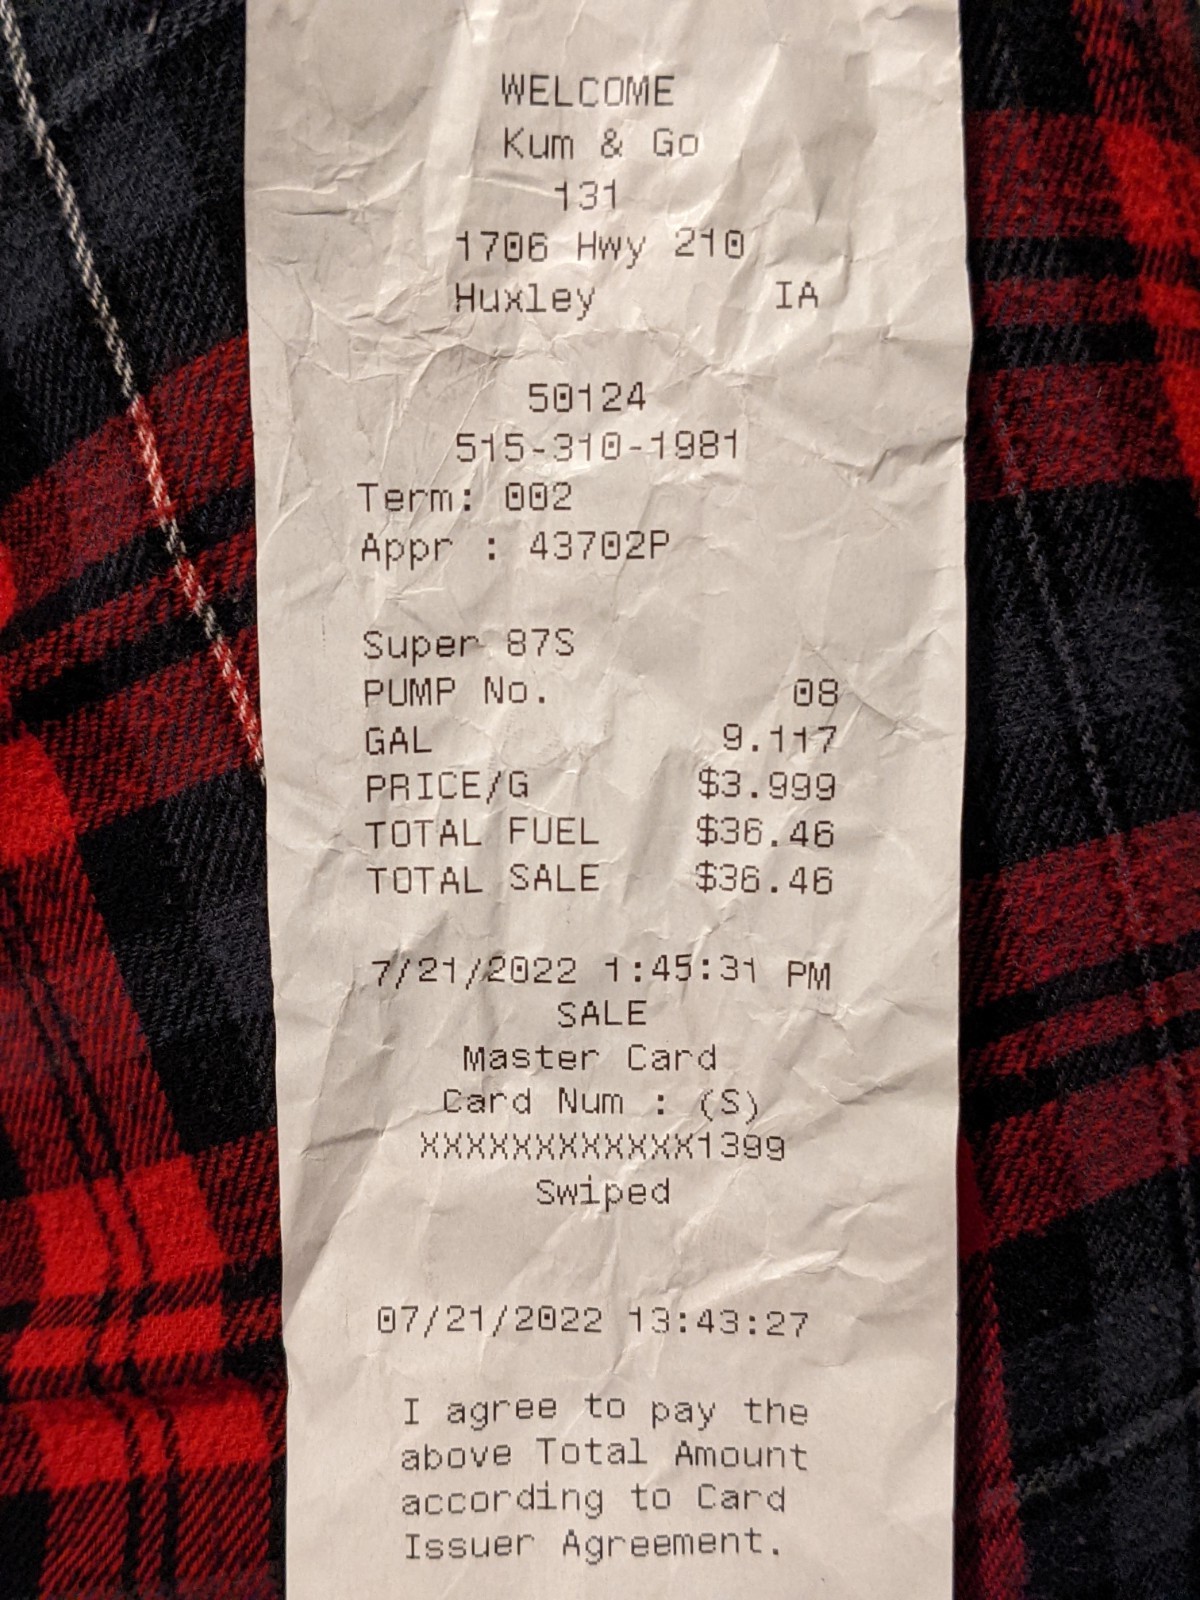 WELCOME
Kum & Go
131
1706 Hwy 210
Huxley IA
50124
515-310-1981
Term: 002
Appr : 43702P
Super 87S
PUMP No. 08
GAL 9.117
PRICE/G $3.999
TOTAL FUEL $36.46
TOTAL SALE $36.46
7/21/2022 1:45:31 PM
SALE
Master Card
Card Num : (S)
XXXXXXXXXXXX1399
Swiped
07/21/2022 13:43:27
I agree to pay the
above Total Amount
according to Card
Issuer Agreement.